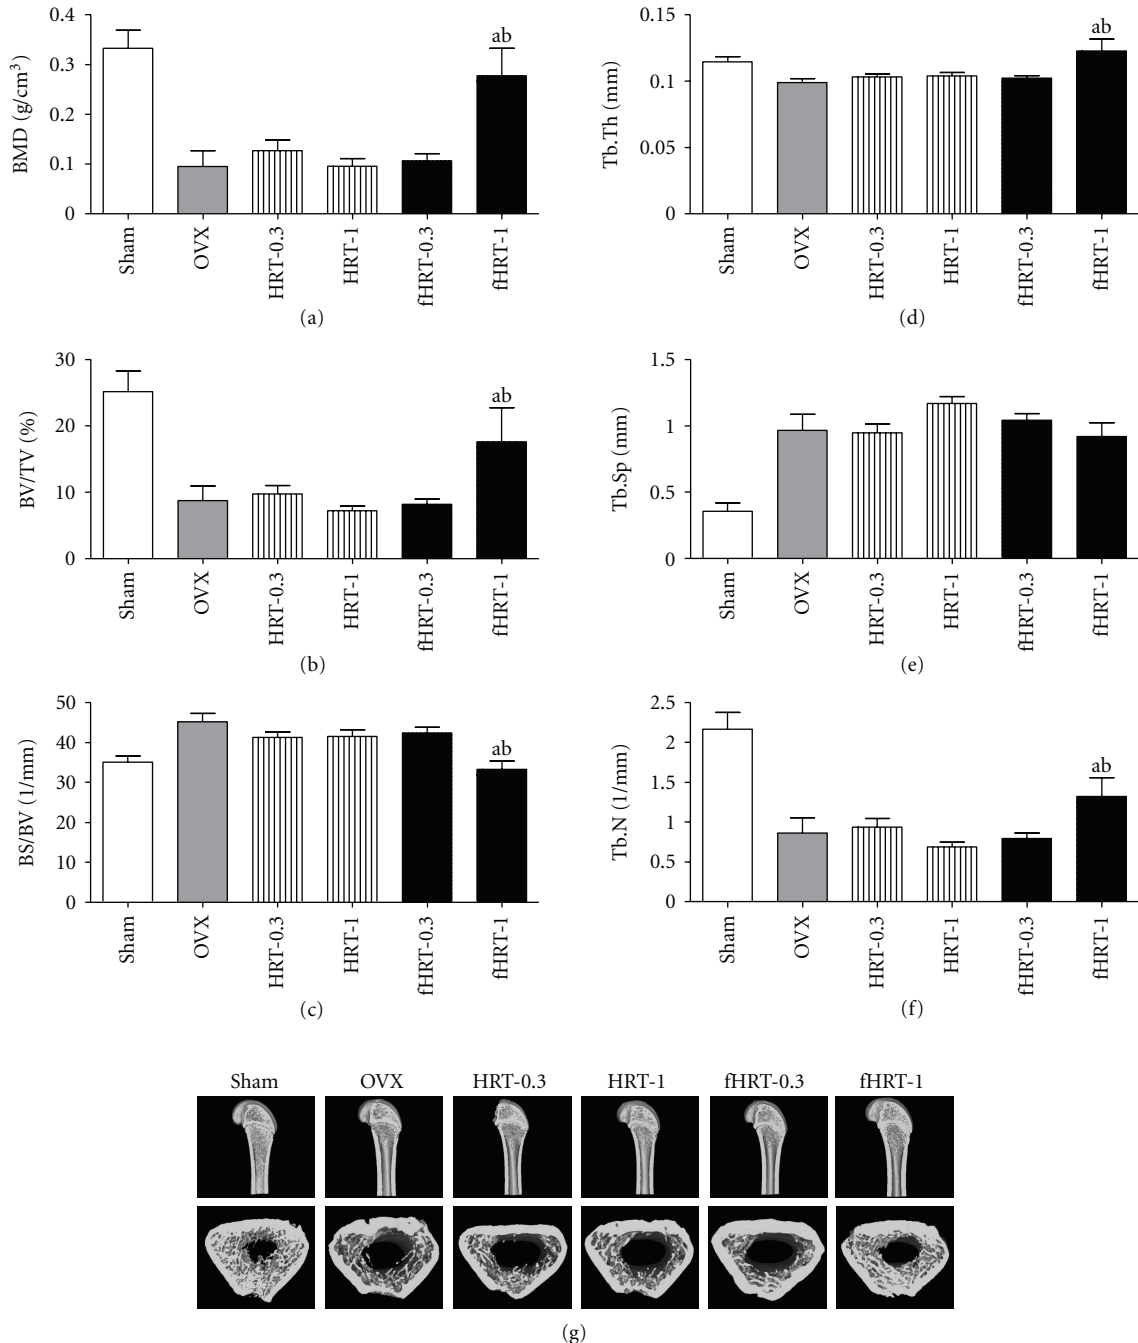 0.4
0.3
0.2
0.1
0
BMD (g/cm³)
ab
Sham
OVX
HRT-0.3
HRT-1
fHRT-0.3
fHRT-1
(a)
0.15
0.1
0.05
0
Tb.Th (mm)
ab
Sham
OVX
HRT-0.3
HRT-1
fHRT-0.3
fHRT-1
(d)
30
20
10
0
BV/TV (%)
ab
Sham
OVX
HRT-0.3
HRT-1
fHRT-0.3
fHRT-1
(b)
1.5
1
0.5
0
Tb.Sp (mm)
Sham
OVX
HRT-0.3
HRT-1
fHRT-0.3
fHRT-1
(e)
50
40
30
20
10
0
BS/BV (1/mm)
ab
Sham
OVX
HRT-0.3
HRT-1
fHRT-0.3
fHRT-1
(c)
2.5
2
1.5
1
0.5
0
Tb.N (1/mm)
ab
Sham
OVX
HRT-0.3
HRT-1
fHRT-0.3
fHRT-1
(f)
Sham OVX HRT-0.3 HRT-1 fHRT-0.3 fHRT-1
(g)